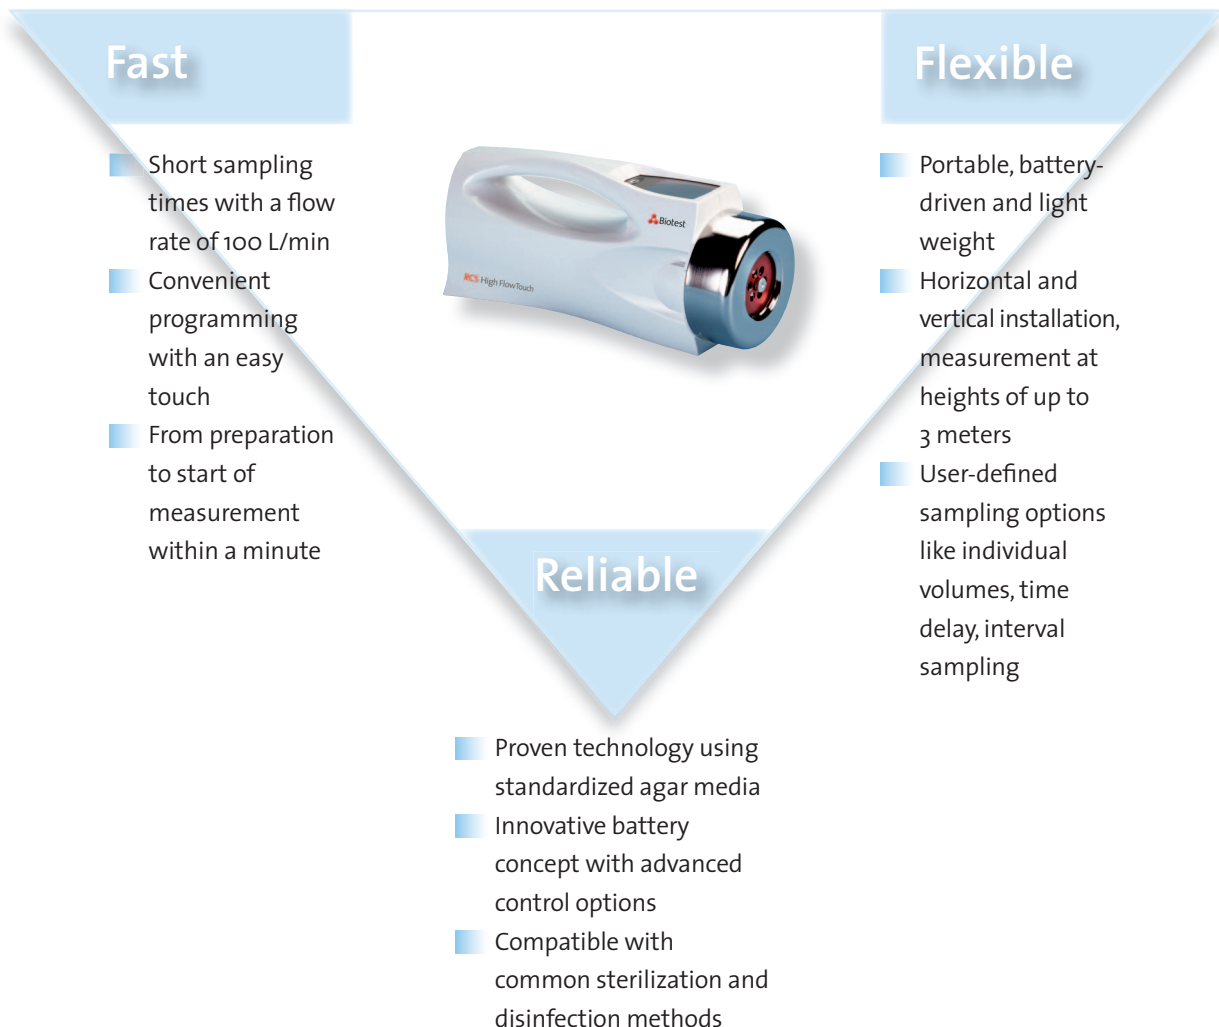 Fast
Short sampling
times with a flow
rate of 100 L/min
Convenient
programming
with an easy
touch
From preparation
to start of
measurement
within a minute
Biotest
RCS High Flow Touch
Flexible
Portable, battery-
driven and light
weight
Horizontal and
vertical installation,
measurement at
heights of up to
3 meters
User-defined
sampling options
like individual
volumes, time
delay, interval
sampling
Reliable
Proven technology using
standardized agar media
Innovative battery
concept with advanced
control options
Compatible with
common sterilization and
disinfection methods